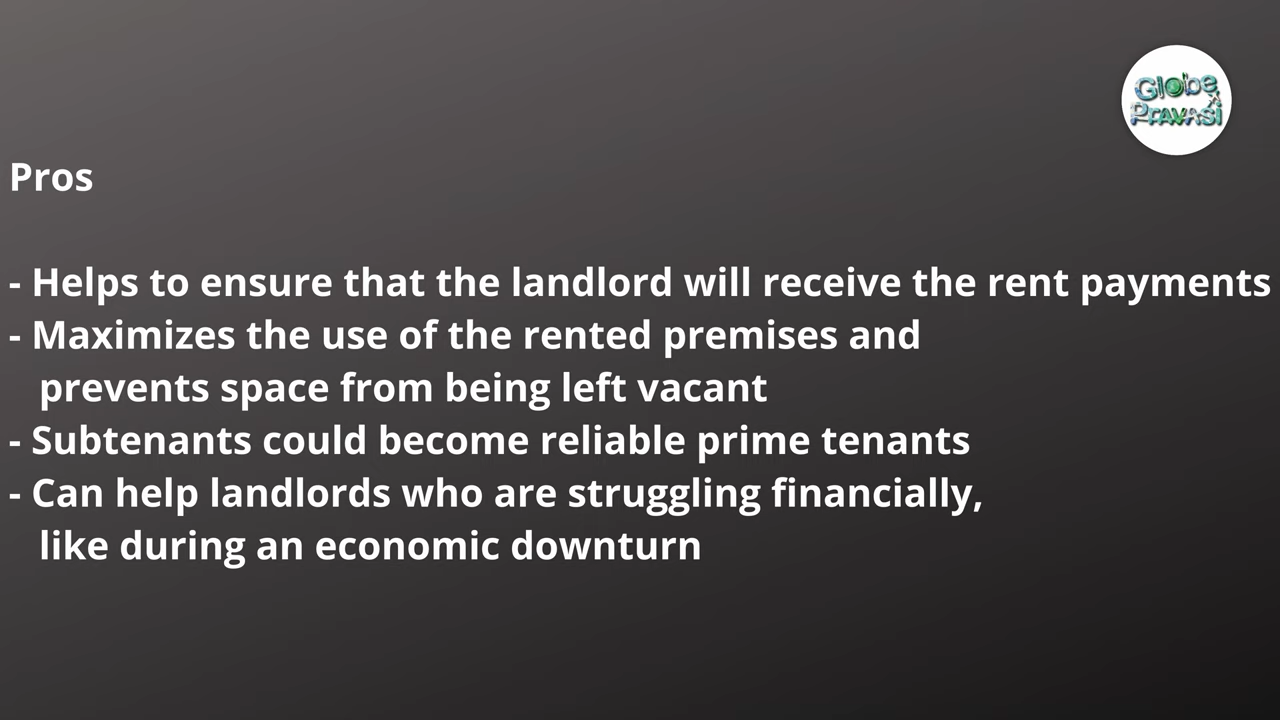 Globe
Pravasi
Pros
- Helps to ensure that the landlord will receive the rent payments
- Maximizes the use of the rented premises and
prevents space from being left vacant
- Subtenants could become reliable prime tenants
- Can help landlords who are struggling financially,
like during an economic downturn